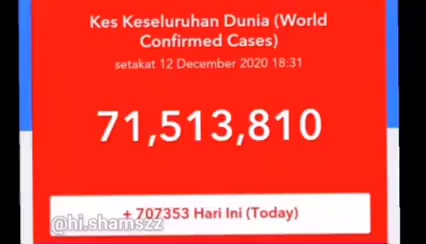 Kes Keseluruhan Dunia (World
Confirmed Cases)
setakat 12 December 2020 18:31
71,513,810
+ 707353 Hari Ini (Today)
@hi.shamszz